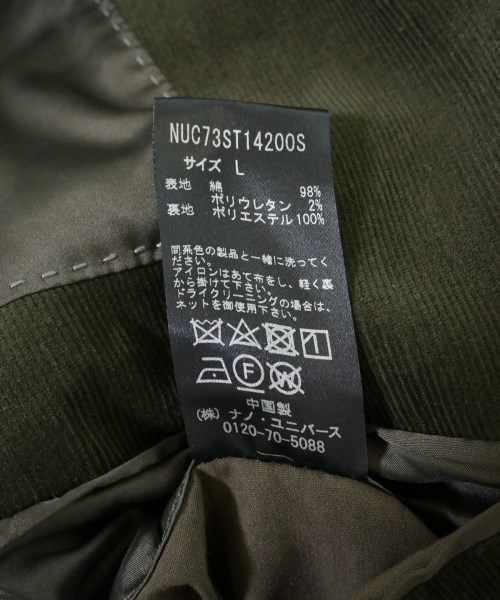 NUC73ST14200S
サイズ L
表地 綿 98%
ポリウレタン 2%
裏地 ポリエステル 100%
同系色の製品と一緒に洗ってく
ださい。
アイロンはあて布をし、軽く裏
から掛けて下さい。
ドライクリーニングの場合は、
ネットを御使用下さい。
F W
中国製
(株) ナノ・ユニバース
0120-70-5088